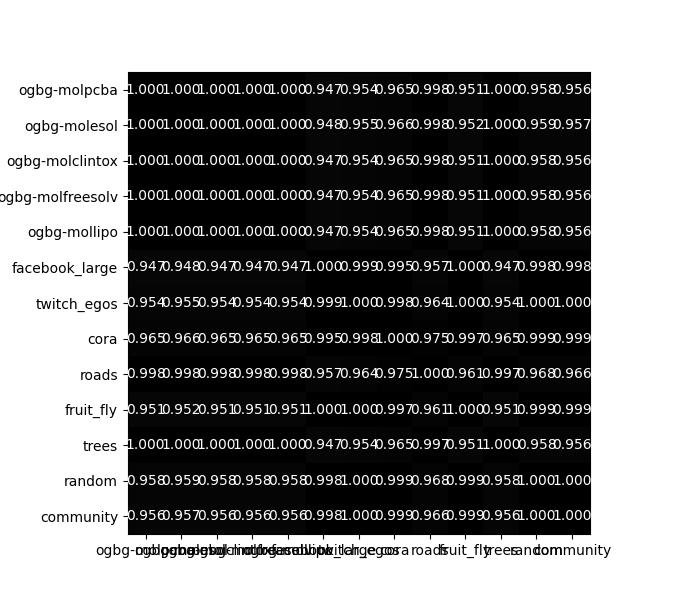 ogbg-molpcba 1.000 1.000 1.000 1.000 1.000 0.947 0.954 0.965 0.998 0.951 1.000 0.958 0.956
ogbg-molesol 1.000 1.000 1.000 1.000 1.000 0.948 0.955 0.966 0.998 0.952 1.000 0.959 0.957
ogbg-molclintox 1.000 1.000 1.000 1.000 1.000 0.947 0.954 0.965 0.998 0.951 1.000 0.958 0.956
ogbg-molfreesolv 1.000 1.000 1.000 1.000 1.000 0.947 0.954 0.965 0.998 0.951 1.000 0.958 0.956
ogbg-mollipo 1.000 1.000 1.000 1.000 1.000 0.947 0.954 0.965 0.998 0.951 1.000 0.958 0.956
facebook_large 0.947 0.948 0.947 0.947 0.947 1.000 0.999 0.995 0.957 1.000 0.947 0.998 0.998
twitch_egos 0.954 0.955 0.954 0.954 0.954 0.999 1.000 0.998 0.964 1.000 0.954 1.000 1.000
cora 0.965 0.966 0.965 0.965 0.965 0.995 0.998 1.000 0.975 0.997 0.965 0.999 0.999
roads 0.998 0.998 0.998 0.998 0.998 0.957 0.964 0.975 1.000 0.961 0.997 0.968 0.966
fruit_fly 0.951 0.952 0.951 0.951 0.951 1.000 1.000 0.997 0.961 1.000 0.951 0.999 0.999
trees 1.000 1.000 1.000 1.000 1.000 0.947 0.954 0.965 0.997 0.951 1.000 0.958 0.956
random 0.958 0.959 0.958 0.958 0.958 0.998 1.000 0.999 0.968 0.999 0.958 1.000 1.000
community 0.956 0.957 0.956 0.956 0.956 0.998 1.000 0.999 0.966 0.999 0.956 1.000 1.000
cora roads fruit_fly trees random community